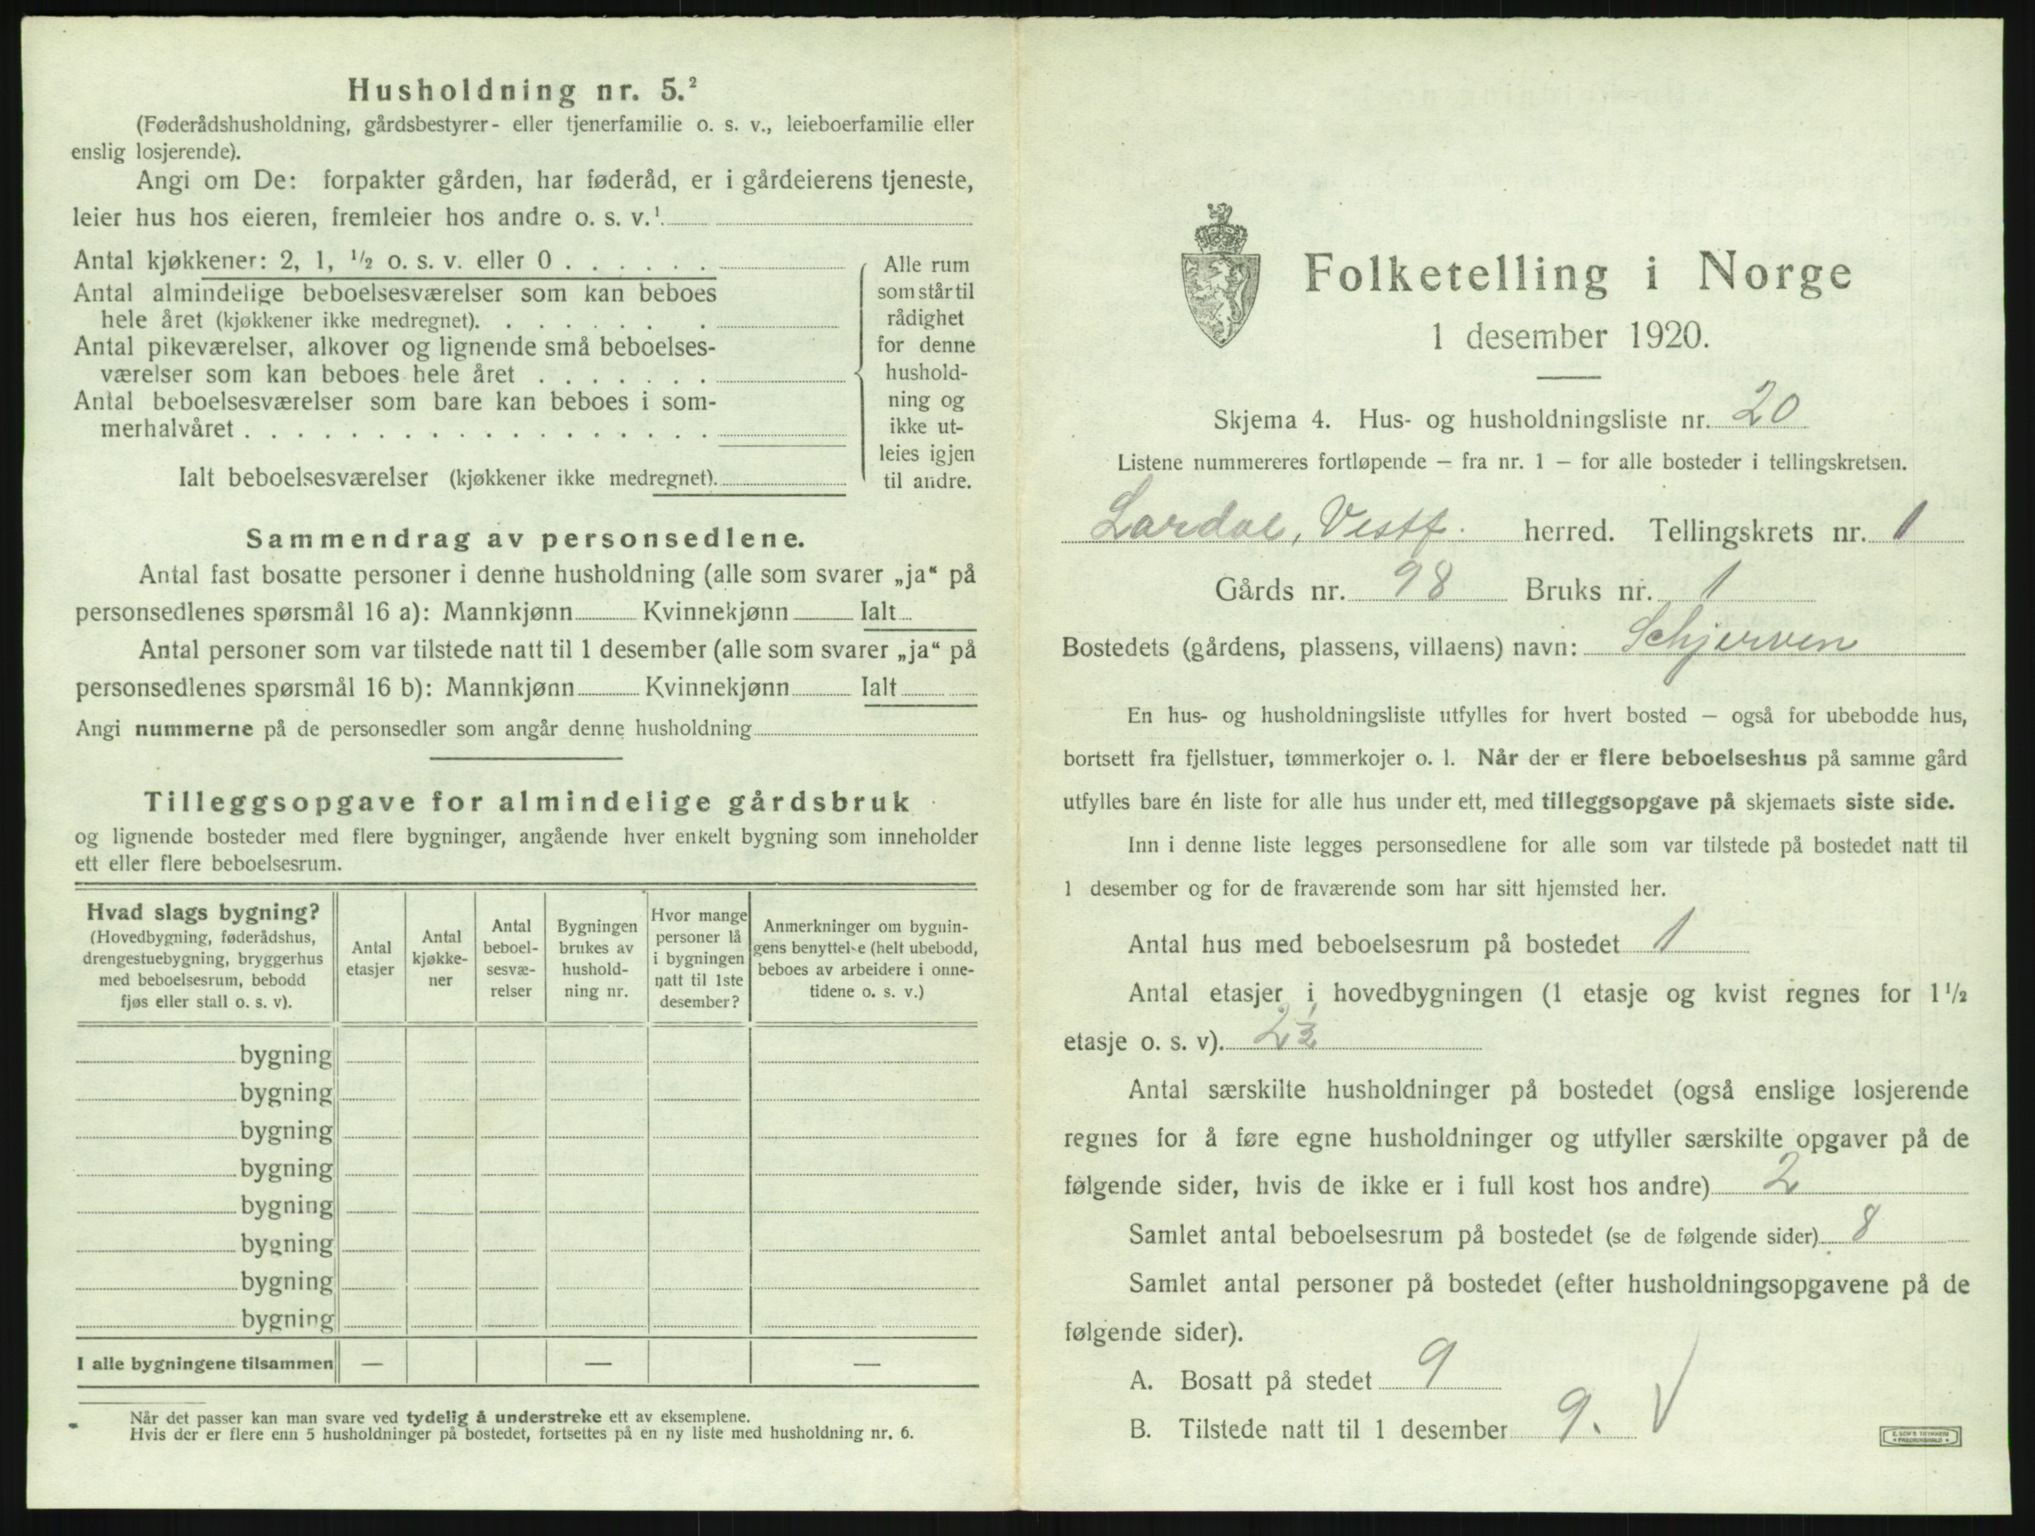 Husholdning nr. 5.²
(Føderådshusholdning, gårdsbestyrer- eller tjenerfamilie o. s. v., leieboerfamilie eller
enslig losjerende).
Angi om De: forpakter gården, har føderåd, er i gårdeierens tjeneste,
leier hus hos eieren, fremleier hos andre o. s. v.¹
Antal kjøkkener: 2, 1, ½ o. s. v. eller 0 . . . . . .
Antal almindelige beboelsesværelser som kan beboes
hele året (kjøkkener ikke medregnet). . . . . . . .
Antal pikeværelser, alkover og lignende små beboelses-
værelser som kan beboes hele året . . . . . . .
Antal beboelsesværelser som bare kan beboes i som-
merhalvåret . . . . . . . . . . . . . . . . . .
Ialt beboelsesværelser (kjøkkener ikke medregnet).
Alle rum
som står til
rådighet
for denne
hushold-
ning og
ikke ut-
leies igjen
til andre.
Sammendrag av personsedlene.
Antal fast bosatte personer i denne husholdning (alle som svarer „ja“ på
personsedlenes spørsmål 16 a): Mannkjønn Kvinnekjønn Ialt
Antal personer som var tilstede natt til 1 desember (alle som svarer „ja“ på
personsedlenes spørsmål 16 b): Mannkjønn Kvinnekjønn Ialt
Angi nummerne på de personsedler som angår denne husholdning
Tilleggsopgave for almindelige gårdsbruk
og lignende bosteder med flere bygninger, angående hver enkelt bygning som inneholder
ett eller flere beboelsesrum.
Hvad slags bygning?
(Hovedbygning, føderådshus,
drengestuebygning, bryggerhus
med beboelsesrum, bebodd
fjøs eller stall o. s. v).
Antal
etasjer
Antal
kjøkke-
ner
Antal
beboel-
sesvæ-
relser
Bygningen
brukes av
hushold-
ning nr.
Hvor mange
personer lå
i bygningen
natt til 1ste
desember?
Anmerkninger om bygnin-
gens benyttelse (helt ubebodd,
beboes av arbeidere i onne-
tidene o. s. v.)
bygning
bygning
bygning
bygning
bygning
bygning
bygning
bygning
I alle bygningene tilsammen — — —
Når det passer kan man svare ved tydelig å understreke ett av eksemplene.
Hvis der er flere enn 5 husholdninger på bostedet, fortsettes på en ny liste med husholdning nr. 6.
Folketelling i Norge
1 desember 1920.
Skjema 4. Hus- og husholdningsliste nr. 20
Listene nummereres fortløpende — fra nr. 1 — for alle bosteder i tellingskretsen.
Lardal, Vestf. herred. Tellingskrets nr. 1
Gårds nr. 98 Bruks nr. 1
Bostedets (gårdens, plassens, villaens) navn: Schjerven
En hus- og husholdningsliste utfylles for hvert bosted — også for ubebodde hus,
bortsett fra fjellstuer, tømmerkojer o. l. Når der er flere beboelseshus på samme gård
utfylles bare én liste for alle hus under ett, med tilleggsopgave på skjemaets siste side.
Inn i denne liste legges personsedlene for alle som var tilstede på bostedet natt til
1 desember og for de fraværende som har sitt hjemsted her.
Antal hus med beboelsesrum på bostedet 1
Antal etasjer i hovedbygningen (1 etasje og kvist regnes for 1½
etasje o. s. v). 2½
Antal særskilte husholdninger på bostedet (også enslige losjerende
regnes for å føre egne husholdninger og utfyller særskilte opgaver på de
følgende sider, hvis de ikke er i full kost hos andre) 2
Samlet antal beboelsesrum på bostedet (se de følgende sider) 8
Samlet antal personer på bostedet (efter husholdningsopgavene på de
følgende sider).
A. Bosatt på stedet 9
B. Tilstede natt til 1 desember 9. V